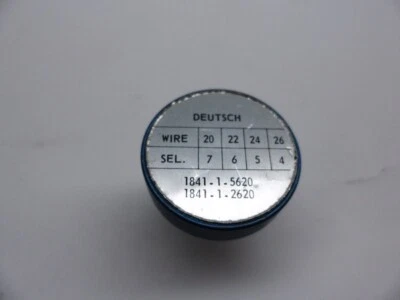 DEUTSCH
WIRE 20 22 24 26
SEL. 7 6 5 4
1841-1-5620
1841-1-2620